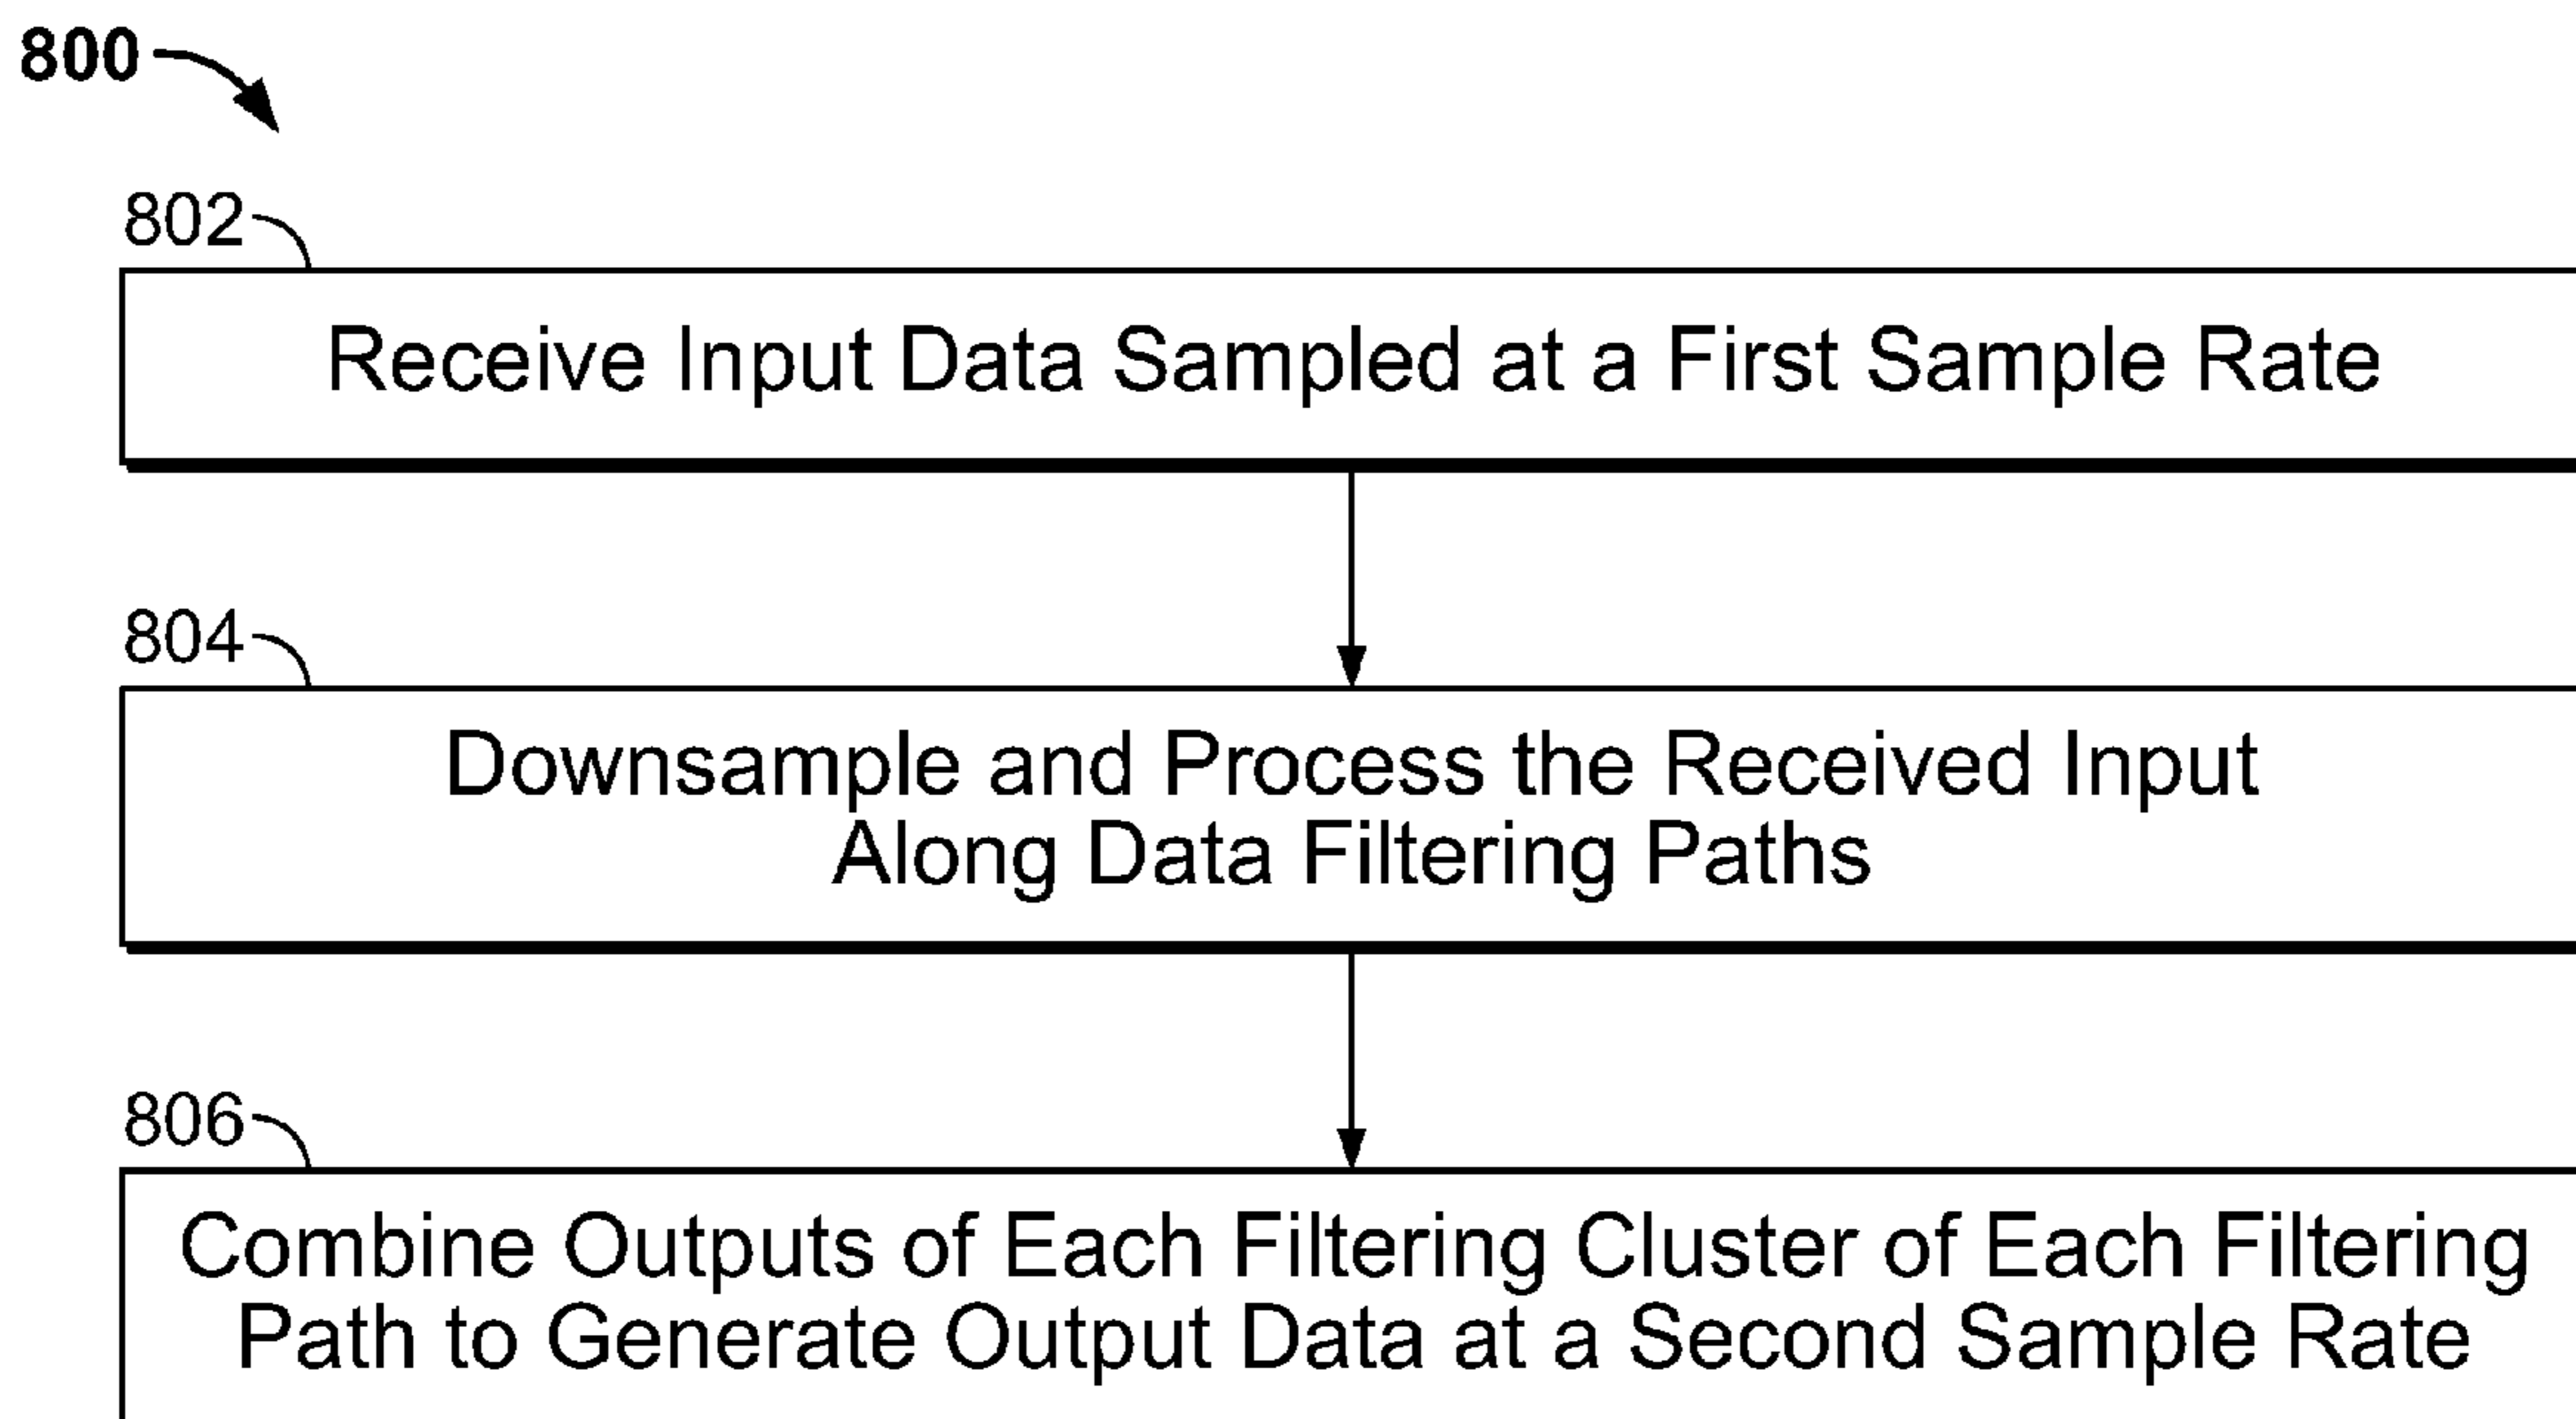 800
802
Receive Input Data Sampled at a First Sample Rate
804
Downsample and Process the Received Input
Along Data Filtering Paths
806
Combine Outputs of Each Filtering Cluster of Each Filtering
Path to Generate Output Data at a Second Sample Rate